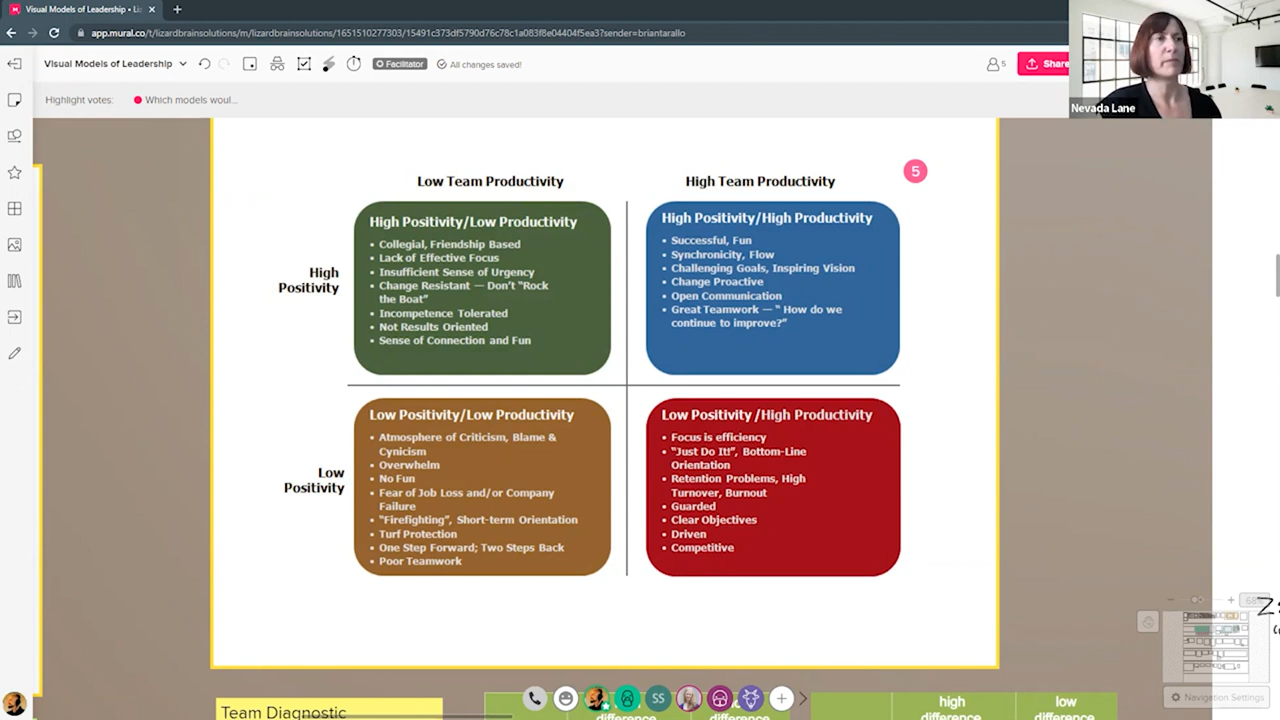 Visual Models of Leadership • Li
app.mural.co/t/lizardbrainsolutions/m/lizardbrainsolutions/1651510277303/15491c373df5790d76c78c1a083f8e04404f5ea3?sender=briantarallo
Visual Models of Leadership
Facilitator
All changes saved!
5
Share
Nevada Lane
Highlight votes:
Which models woul...
5
Low Team Productivity
High Team Productivity
High
Positivity
High Positivity/Low Productivity
• Collegial, Friendship Based
• Lack of Effective Focus
• Insufficient Sense of Urgency
• Change Resistant — Don't "Rock
the Boat"
• Incompetence Tolerated
• Not Results Oriented
• Sense of Connection and Fun
High Positivity/High Productivity
• Successful, Fun
• Synchronicity, Flow
• Challenging Goals, Inspiring Vision
• Change Proactive
• Open Communication
• Great Teamwork — " How do we
continue to improve?"
Low
Positivity
Low Positivity/Low Productivity
• Atmosphere of Criticism, Blame &
Cynicism
• Overwhelm
• No Fun
• Fear of Job Loss and/or Company
Failure
• "Firefighting", Short-term Orientation
• Turf Protection
• One Step Forward; Two Steps Back
• Poor Teamwork
Low Positivity /High Productivity
• Focus is efficiency
• "Just Do It!", Bottom-Line
Orientation
• Retention Problems, High
Turnover, Burnout
• Guarded
• Clear Objectives
• Driven
• Competitive
Navigation Settings
SS
Team Diagnostic
difference
high
difference
low
difference